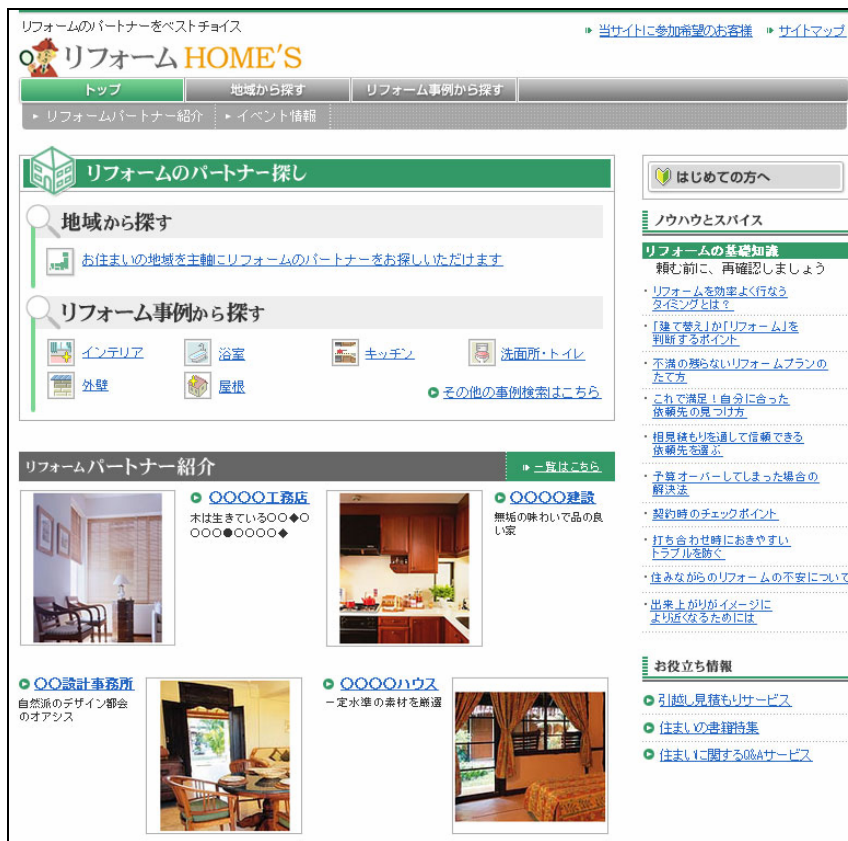 リフォームのパートナーをベストチョイス
当サイトに参加希望のお客様
サイトマップ
リフォーム HOME'S
トップ
地域から探す
リフォーム事例から探す
リフォームパートナー紹介
イベント情報
リフォームのパートナー探し
地域から探す
お住まいの地域を主軸にリフォームのパートナーをお探しいただけます
リフォーム事例から探す
インテリア
浴室
キッチン
洗面所・トイレ
外壁
屋根
その他の事例検索はこちら
リフォームパートナー紹介
一覧はこちら
○○○○工務店
木は生きている○○◆○
○○○●○○○○◆
○○○○建設
無垢の味わいで品の良
い家
○○設計事務所
自然派のデザイン都会
のオアシス
○○○○ハウス
一定水準の素材を厳選
はじめての方へ
ノウハウとスパイス
リフォームの基礎知識
頼む前に、再確認しましょう
・リフォームを効率よく行なう
タイミングとは？
・「建て替え」か「リフォーム」を
判断するポイント
・不満の残らないリフォームプランの
たて方
・これで満足！自分に合った
依頼先の見つけ方
・相見積もりを通して信頼できる
依頼先を選ぶ
・予算オーバーしてしまった場合の
解決法
・契約時のチェックポイント
・打ち合わせ時におきやすい
トラブルを防ぐ
・住みながらのリフォームの不安について
・出来上がりがイメージに
より近くなるためには
お役立ち情報
引越し見積もりサービス
住まいの書籍特集
住まいに関するQ&Aサービス